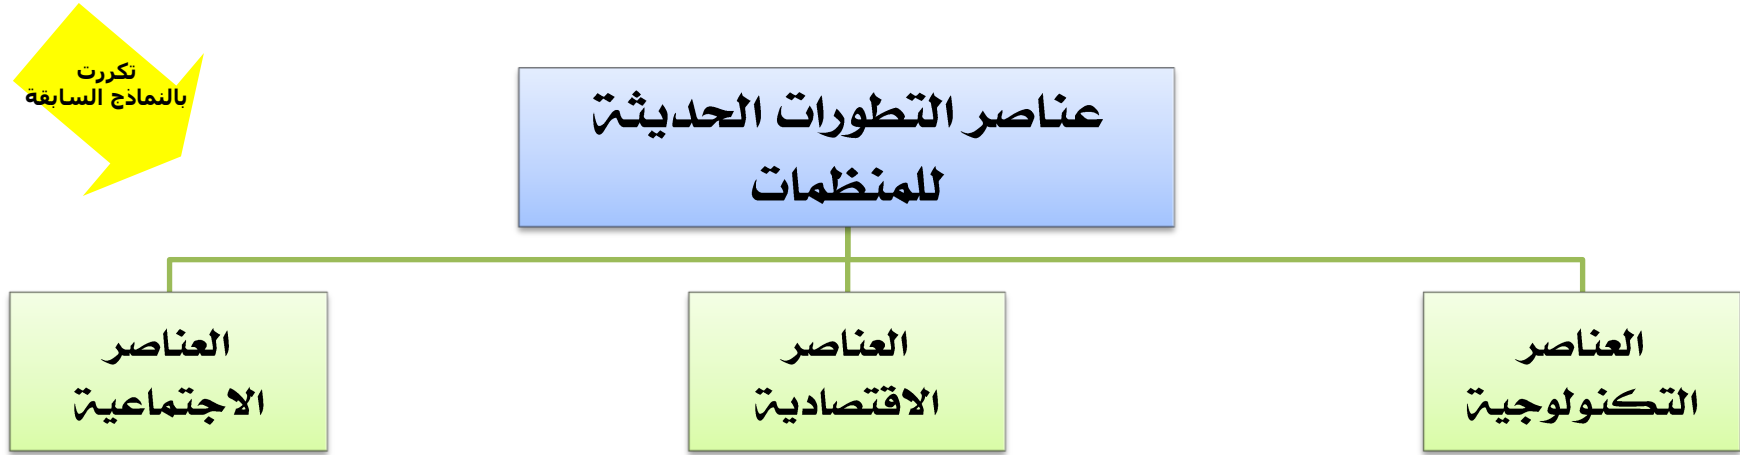 تكررت
بالنماذج السابقة
عناصر التطورات الحديثة
للمنظمات
العناصر
التكنولوجية
العناصر
الاقتصادية
العناصر
الاجتماعية